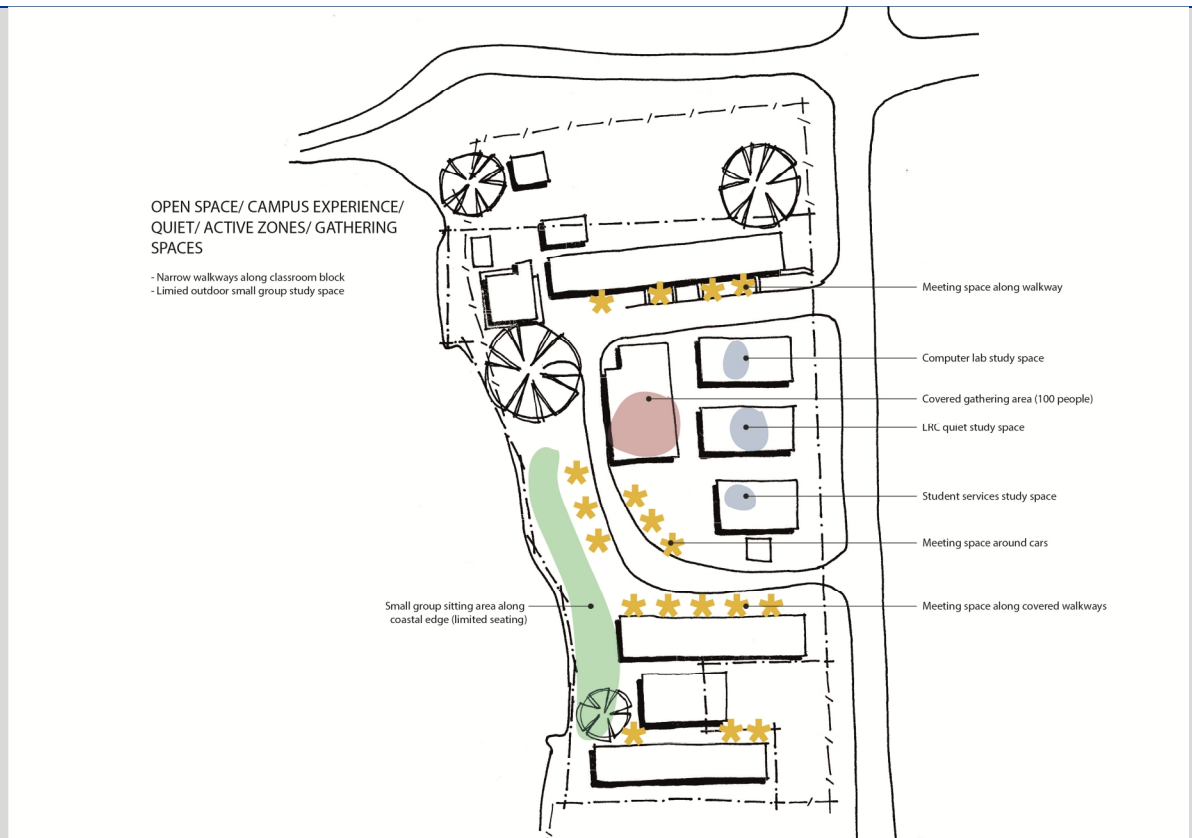 OPEN SPACE/ CAMPUS EXPERIENCE/
QUIET/ ACTIVE ZONES/ GATHERING
SPACES
- Narrow walkways along classroom block
- Limied outdoor small group study space
Meeting space along walkway
Computer lab study space
Covered gathering area (100 people)
LRC quiet study space
Student services study space
Meeting space around cars
Small group sitting area along
coastal edge (limited seating)
Meeting space along covered walkways